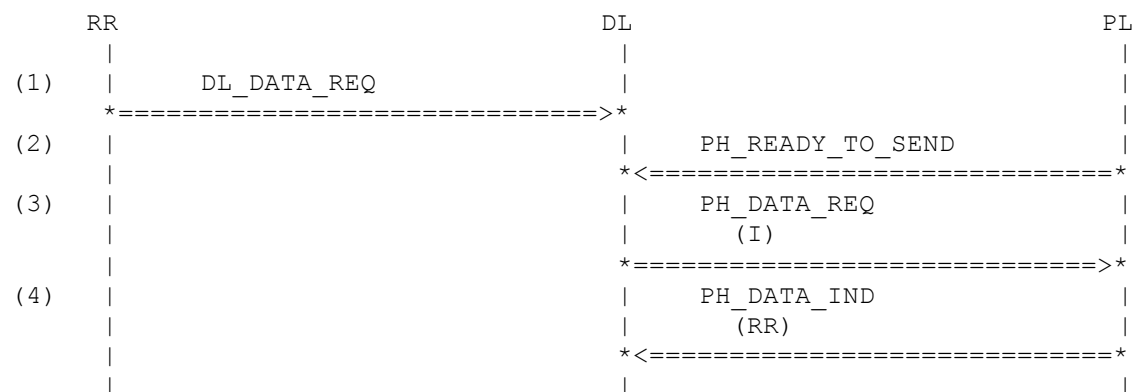 RR DL PL
(1) DL_DATA_REQ
(2) PH_READY_TO_SEND
(3) PH_DATA_REQ
(I)
(4) PH_DATA_IND
(RR)